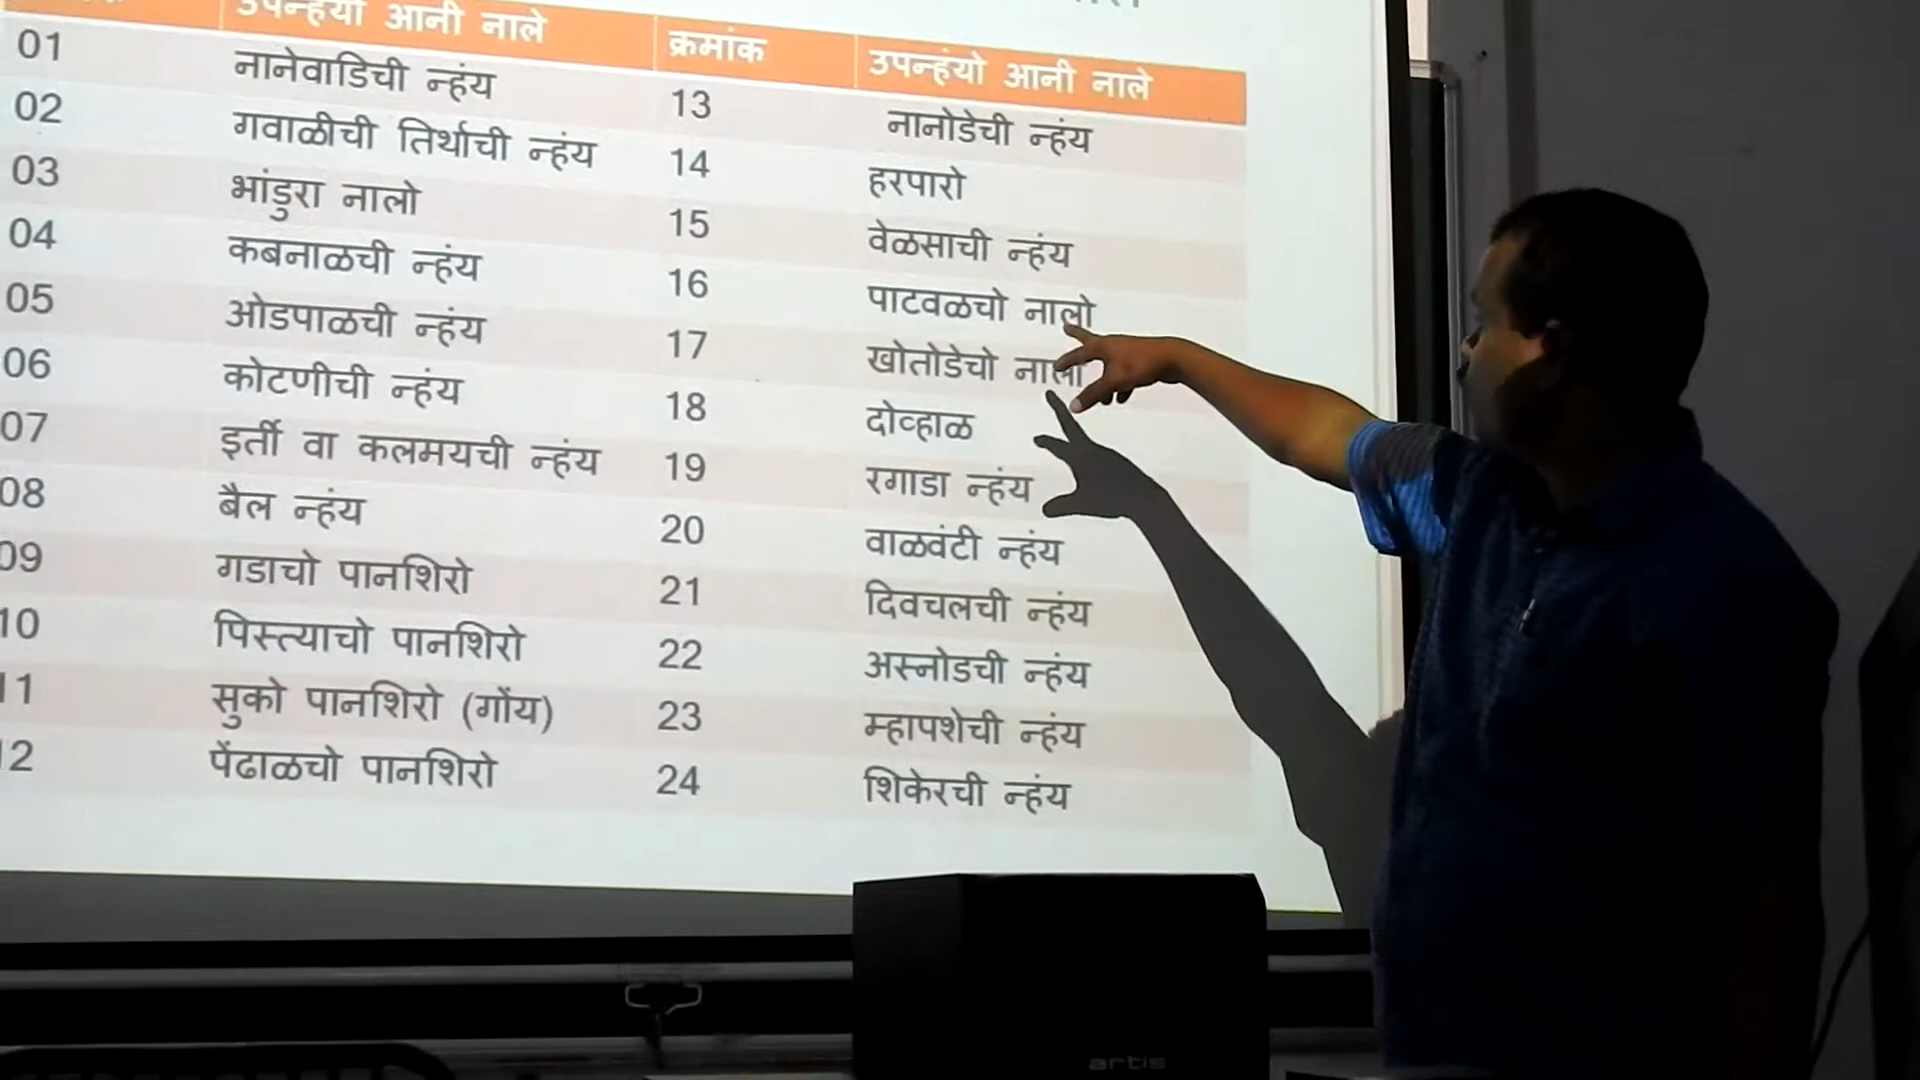 उपन्हंयो आनी नाले क्रमांक उपन्हंयो आनी नाले
01 नानेवाडिची न्हंय 13 नानोडेची न्हंय
02 गवाळीची तिर्थाची न्हंय 14 हरपारो
03 भांडुरा नालो 15 वेळसाची न्हंय
04 कबनाळची न्हंय 16 पाटवळचो नालो
05 ओडपाळची न्हंय 17 खोतोडेचो नालो
06 कोटणीची न्हंय 18 दोव्हाळ
07 इर्ती वा कलमयची न्हंय 19 रगाडा न्हंय
08 बैल न्हंय 20 वाळवंटी न्हंय
09 गडाचो पानशिरो 21 दिवचलची न्हंय
10 पिस्त्याचो पानशिरो 22 अस्नोडची न्हंय
11 सुको पानशिरो (गोंय) 23 म्हापशेची न्हंय
12 पेंढाळचो पानशिरो 24 शिकेरची न्हंय
artis